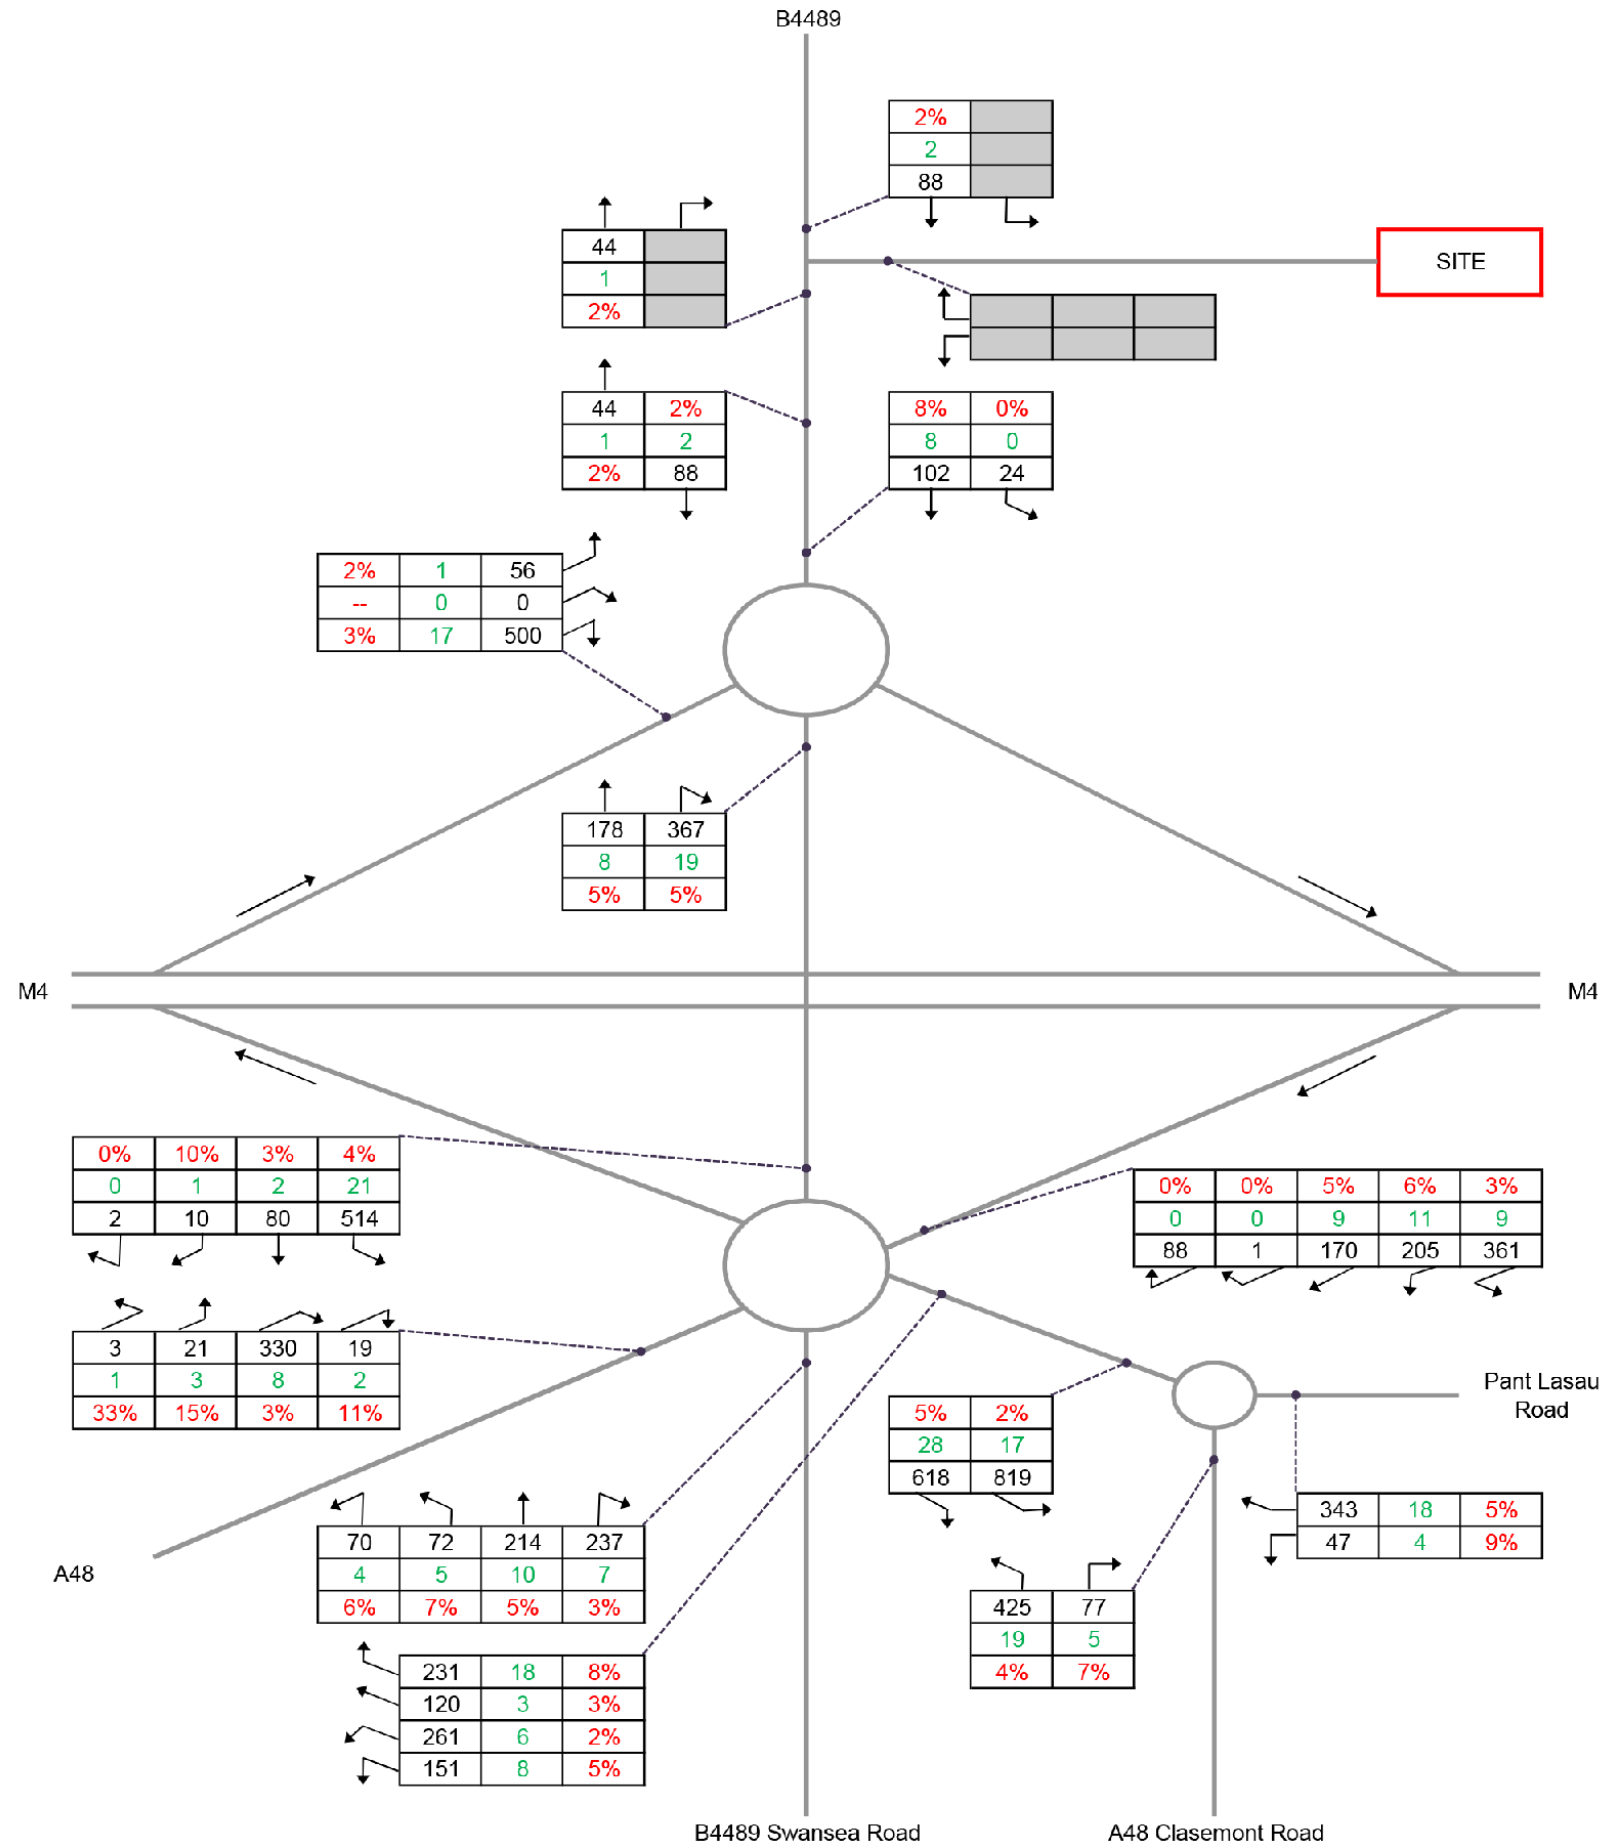 B4489
2%
2
88
44
1
2%
SITE
44 2%
1 2
2% 88
8% 0%
8 0
102 24
2% 1 56
-- 0 0
3% 17 500
178 367
8 19
5% 5%
M4
M4
0% 10% 3% 4%
0 1 2 21
2 10 80 514
0% 0% 5% 6% 3%
0 0 9 11 9
88 1 170 205 361
3 21 330 19
1 3 8 2
33% 15% 3% 11%
Pant Lasau
Road
5% 2%
28 17
618 819
343 18 5%
47 4 9%
A48
70 72 214 237
4 5 10 7
6% 7% 5% 3%
425 77
19 5
4% 7%
231 18 8%
120 3 3%
261 6 2%
151 8 5%
B4489 Swansea Road
A48 Clasemont Road